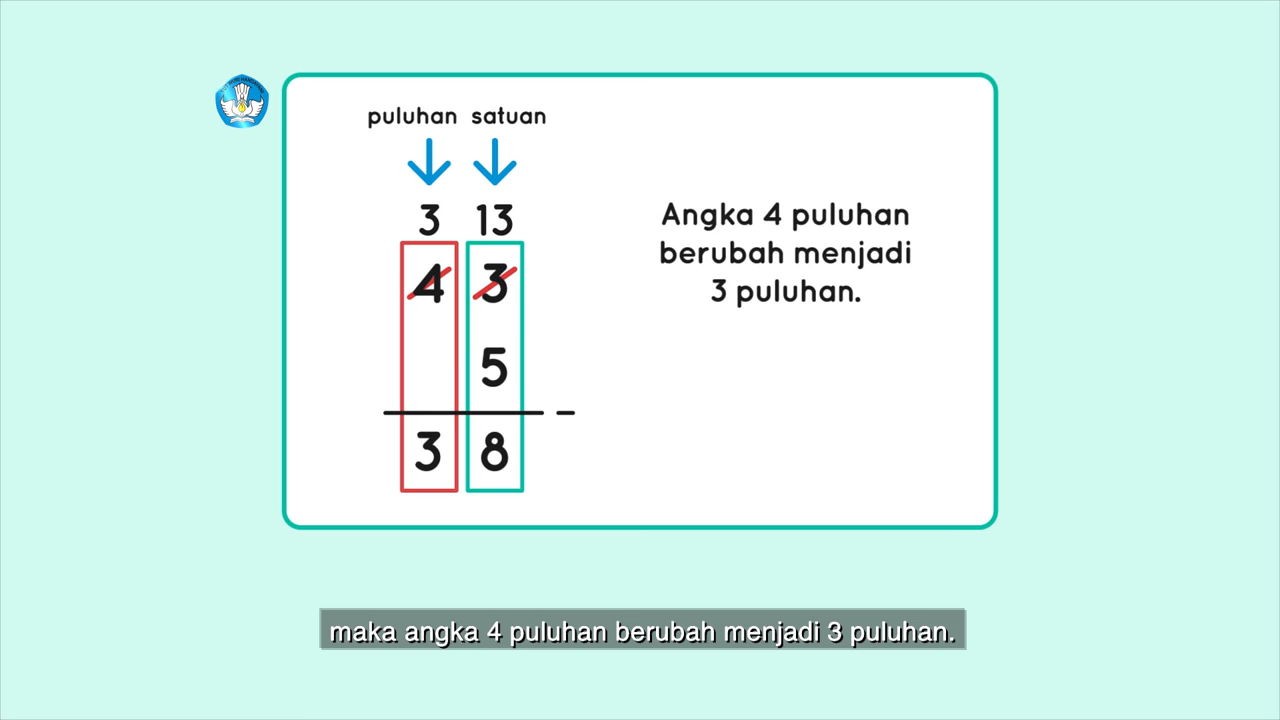 puluhan satuan
3 13
4 3
5
3 8
Angka 4 puluhan
berubah menjadi
3 puluhan.
maka angka 4 puluhan berubah menjadi 3 puluhan.